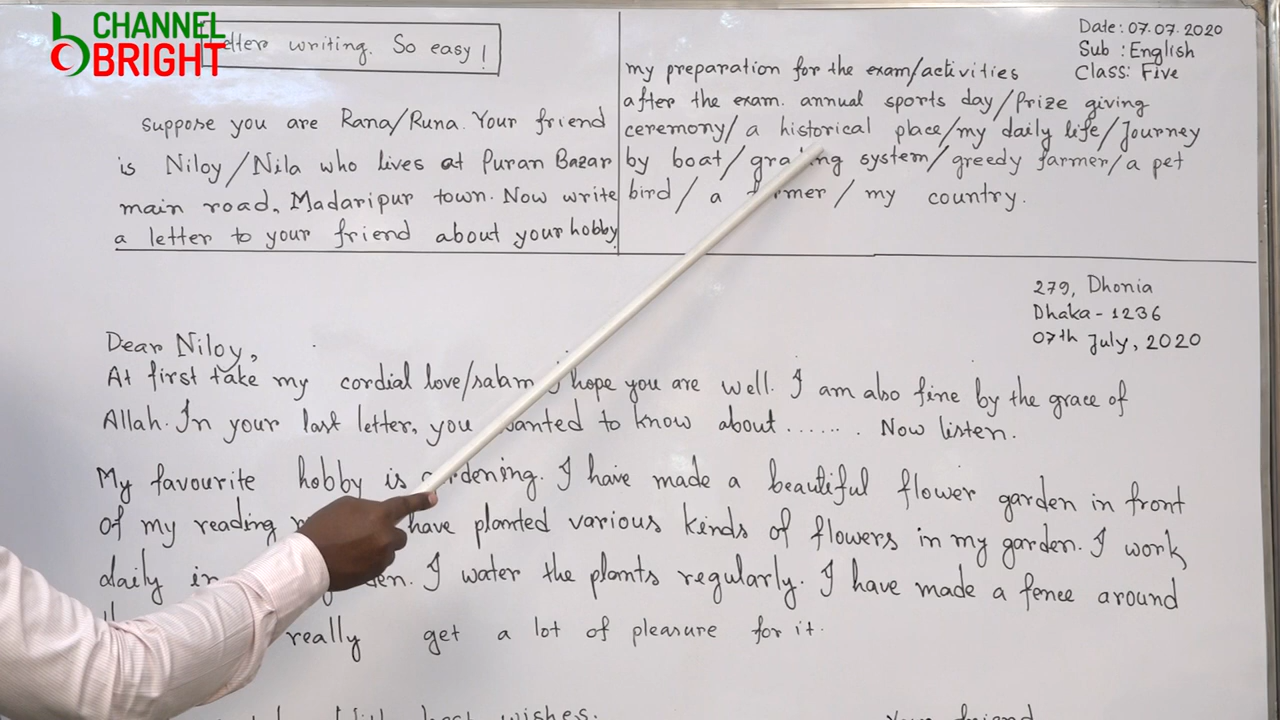 CHANNEL
BRIGHT
letter writing. So easy!
Suppose you are Rana/Runa. Your friend
is Niloy/Nila who lives at Puran Bazar
main road, Madaripur town. Now write
a letter to your friend about your hobby
Date: 07.07.2020
Sub : English
Class: Five
my preparation for the exam/activities
after the exam. annual sports day/Prize giving
ceremony/a historical place/my daily life/Journey
by boat/grading system/greedy farmer/a pet
bird/a farmer/my country.
279, Dhonia
Dhaka-1236
07th July, 2020
Dear Niloy,
At first take my cordial love/salam I hope you are well. I am also fine by the grace of
Allah. In your last letter, you wanted to know about....... Now listen.
My favourite hobby is gardening. I have made a beautiful flower garden in front
of my reading have planted various kinds of flowers in my garden. I work
daily in I water the plants regularly. I have made a fence around
really get a lot of pleasure for it.
best wishes.
Your friend